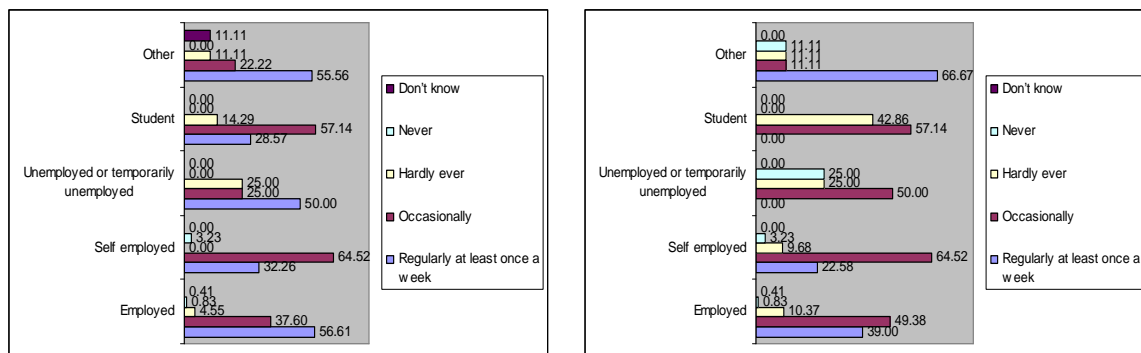 Other
11.11
0.00
11.11
22.22
55.56
Student
0.00
0.00
14.29
57.14
28.57
Unemployed or temporarily
unemployed
0.00
0.00
25.00
25.00
50.00
Self employed
0.00
3.23
0.00
64.52
32.26
Employed
0.41
0.83
4.55
37.60
56.61
Don't know
Never
Hardly ever
Occasionally
Regularly at least once a
week
Other
0.00
11.11
11.11
11.11
66.67
Student
0.00
0.00
42.86
57.14
0.00
Unemployed or temporarily
unemployed
0.00
25.00
25.00
50.00
0.00
Self employed
0.00
3.23
9.68
64.52
22.58
Employed
0.41
0.83
10.37
49.38
39.00
Don't know
Never
Hardly ever
Occasionally
Regularly at least once a
week